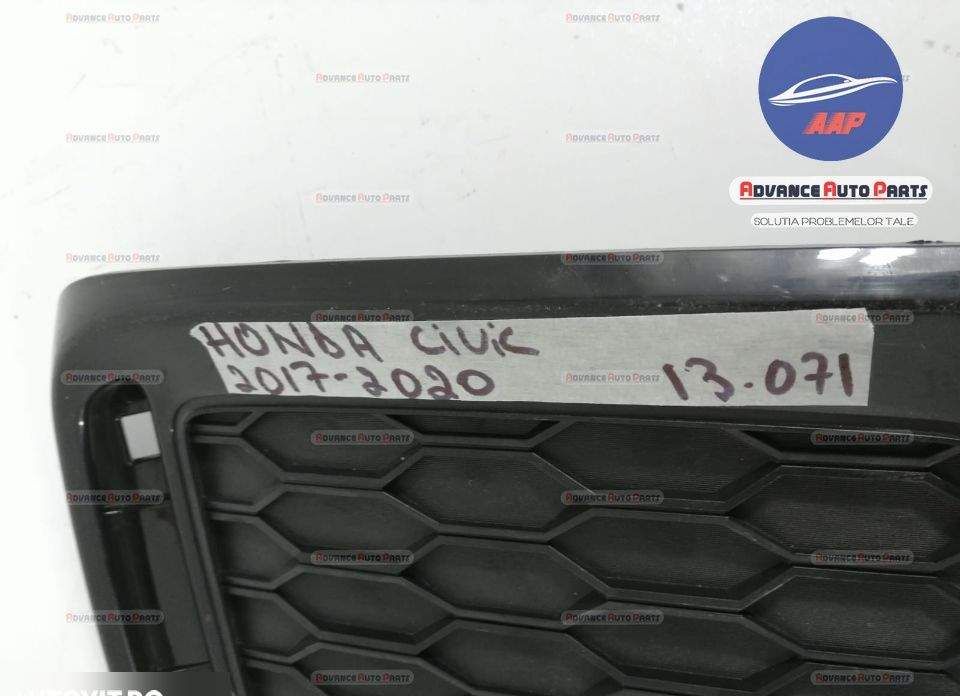 AAP
ADVANCE AUTO PARTS
SOLUTIA PROBLEMELOR TALE
HONDA CIVIC
2017-2020 13.071